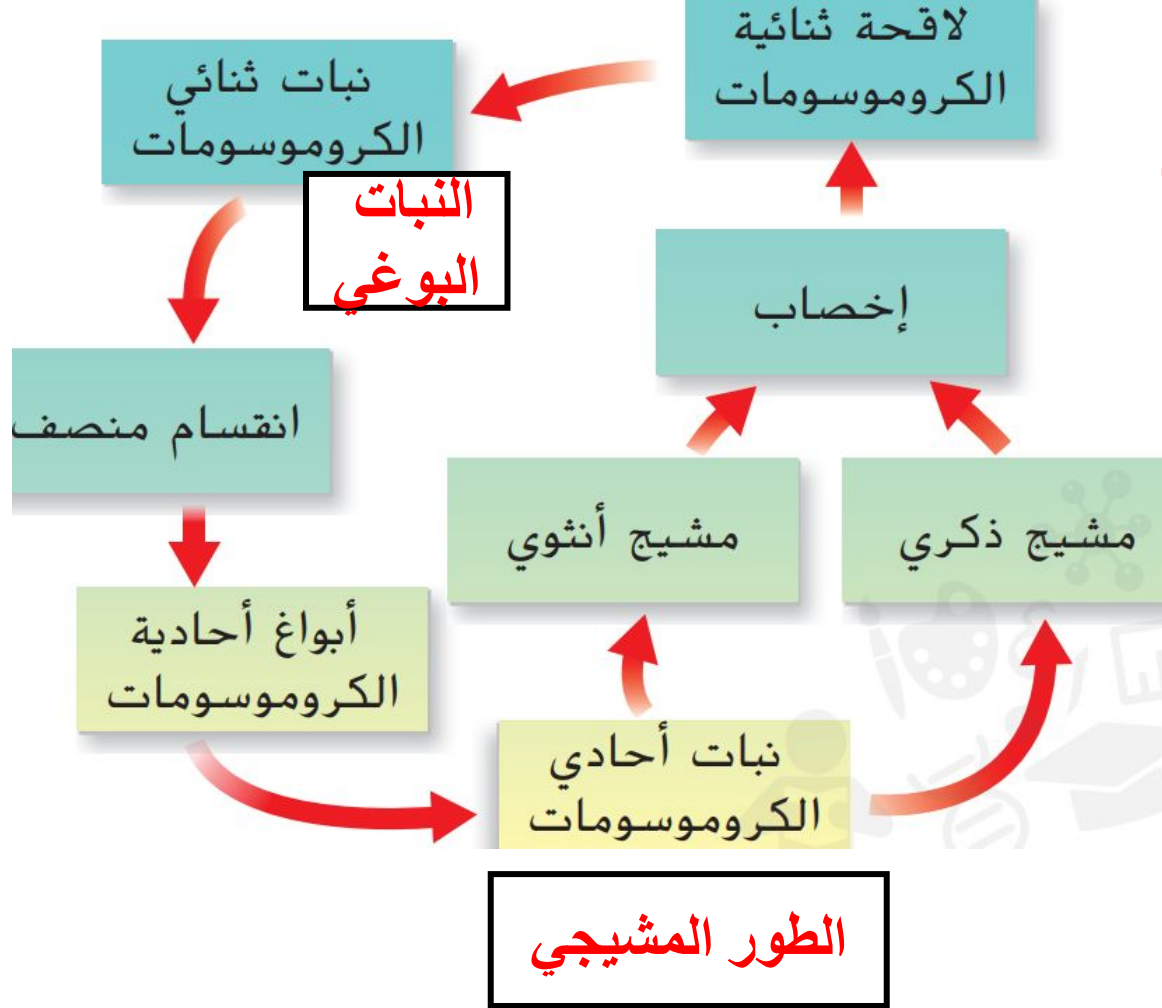 لاقحة ثنائية
الكروموسومات
نبات ثنائي
الكروموسومات
النبات
البوغي
إخصاب
انقسام منصف
مشيج ذكري
مشيج أنثوي
أبواغ أحادية
الكروموسومات
نبات أحادي
الكروموسومات
الطور المشيجي